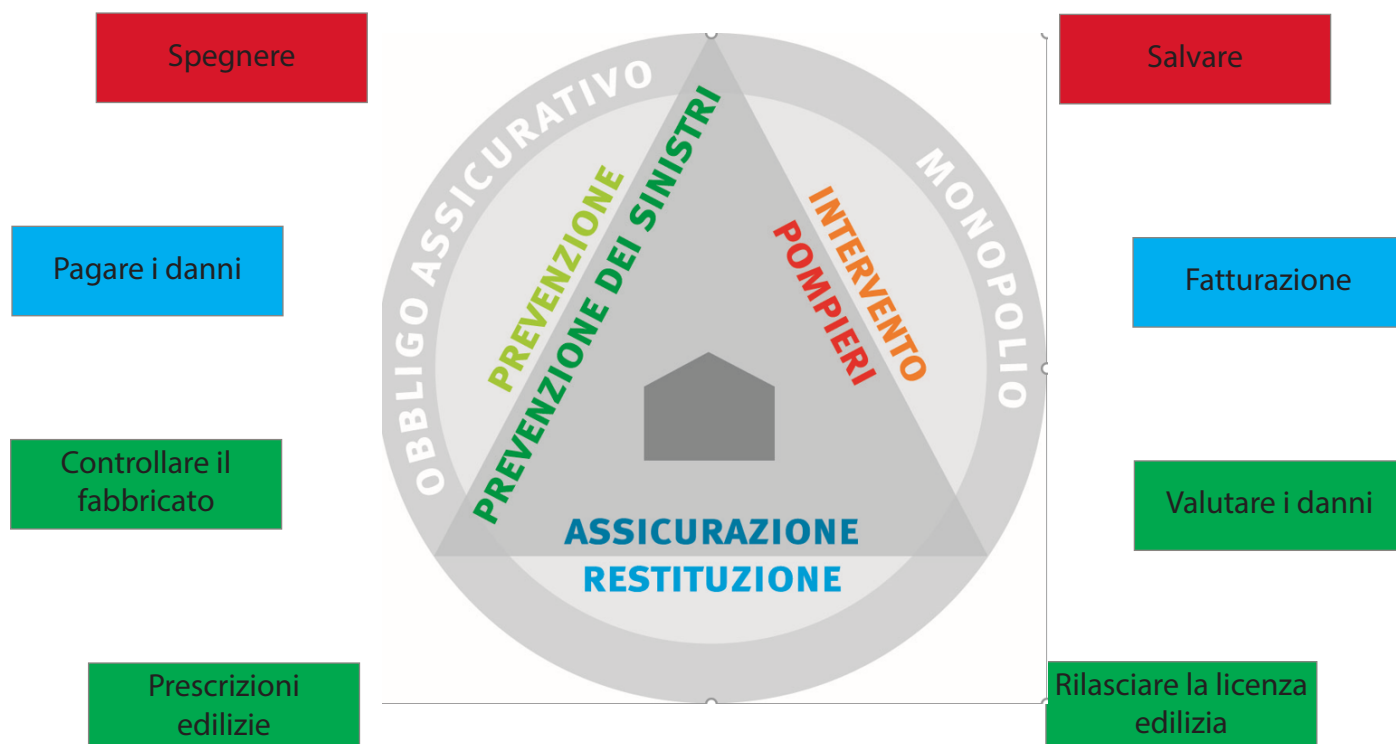 Spegnere
Salvare
OBBLIGO ASSICURATIVO
MONOPOLIO
PREVENZIONE
PREVENZIONE DEI SINISTRI
INTERVENTO
POMPIERI
Pagare i danni
Fatturazione
Controllare il
fabbricato
Valutare i danni
ASSICURAZIONE
RESTITUZIONE
Prescrizioni
edilizie
Rilasciare la licenza
edilizia